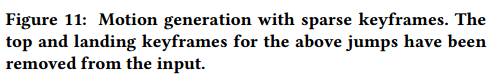 Figure 11: Motion generation with sparse keyframes. The
top and landing keyframes for the above jumps have been
removed from the input.